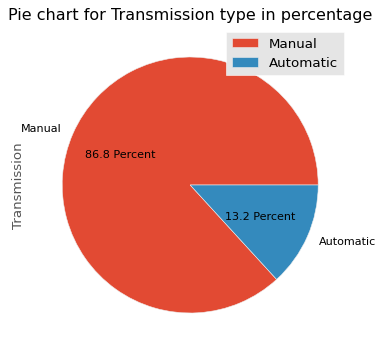 Pie chart for Transmission type in percentage
Manual
Automatic
Manual
86.8 Percent
Transmission
13.2 Percent
Automatic